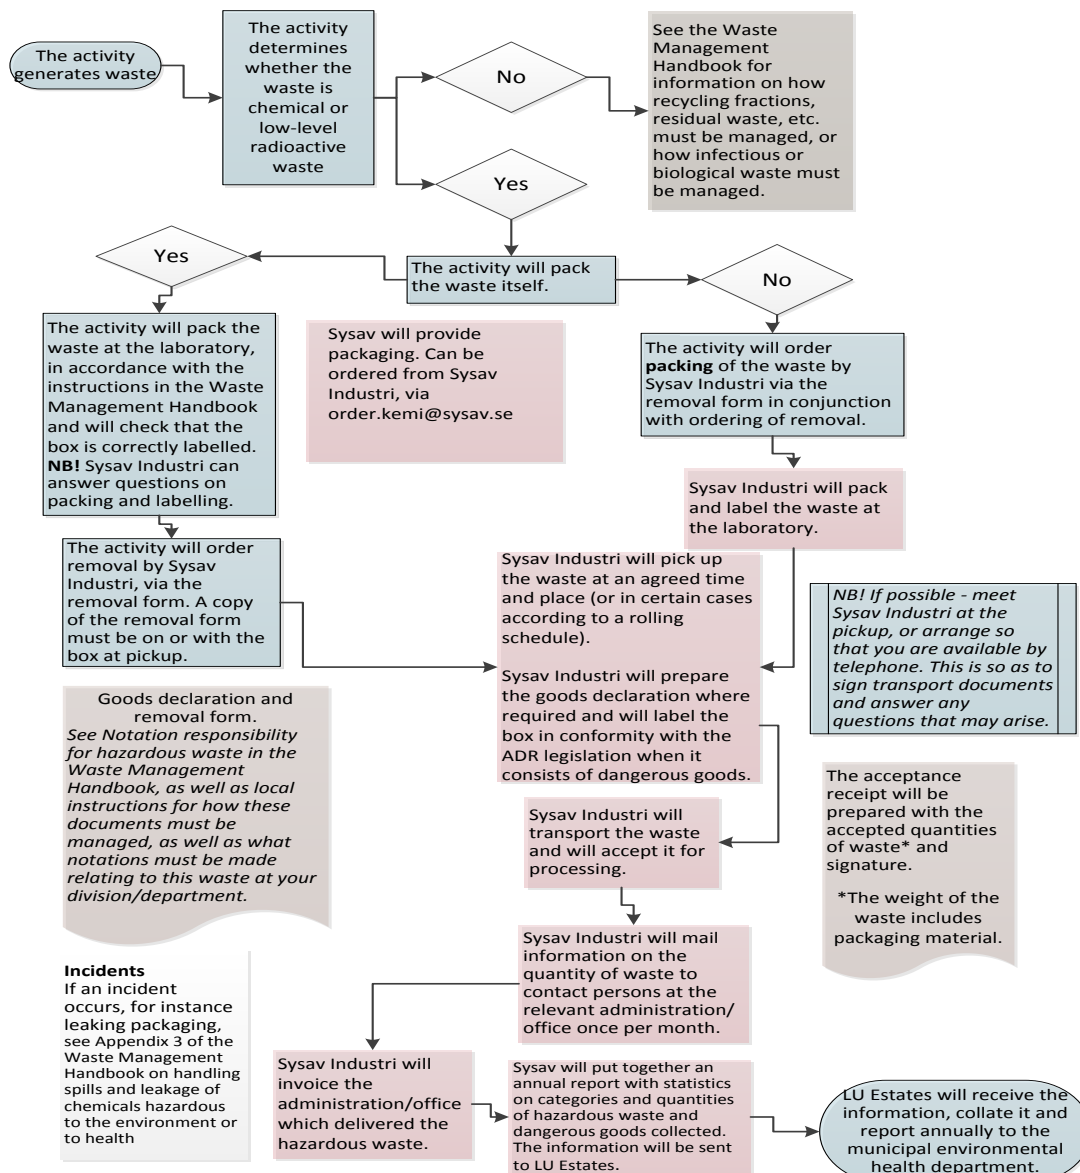 The activity
generates waste
The activity
determines
whether the
waste is
chemical or
low-level
radioactive
waste
No
See the Waste
Management
Handbook for
information on how
recycling fractions,
residual waste, etc.
must be managed, or
how infectious or
biological waste must
be managed.
Yes
Yes
The activity will pack
the waste itself.
No
The activity will pack the
waste at the laboratory,
in accordance with the
instructions in the Waste
Management Handbook
and will check that the
box is correctly labelled.
NB! Sysav Industri can
answer questions on
packing and labelling.
Sysav will provide
packaging. Can be
ordered from Sysav
Industri, via
order.kemi@sysav.se
The activity will order
packing of the waste by
Sysav Industri via the
removal form in conjunction
with ordering of removal.
Sysav Industri will pack
and label the waste at
the laboratory.
The activity will order
removal by Sysav
Industri, via the
removal form. A copy
of the removal form
must be on or with the
box at pickup.
Sysav Industri will pick up
the waste at an agreed time
and place (or in certain cases
according to a rolling
schedule).
Sysav Industri will prepare
the goods declaration where
required and will label the
box in conformity with the
ADR legislation when it
consists of dangerous goods.
NB! If possible - meet
Sysav Industri at the
pickup, or arrange so
that you are available by
telephone. This is so as to
sign transport documents
and answer any
questions that may arise.
Goods declaration and
removal form.
See Notation responsibility
for hazardous waste in the
Waste Management
Handbook, as well as local
instructions for how these
documents must be
managed, as well as what
notations must be made
relating to this waste at your
division/department.
Sysav Industri will
transport the waste
and will accept it for
processing.
The acceptance
receipt will be
prepared with the
accepted quantities
of waste* and
signature.
*The weight of the
waste includes
packaging material.
Sysav Industri will mail
information on the
quantity of waste to
contact persons at the
relevant administration/
office once per month.
Incidents
If an incident
occurs, for instance
leaking packaging,
see Appendix 3 of the
Waste Management
Handbook on handling
spills and leakage of
chemicals hazardous
to the environment or
to health
Sysav Industri will
invoice the
administration/office
which delivered the
hazardous waste.
Sysav will put together an
annual report with statistics
on categories and quantities
of hazardous waste and
dangerous goods collected.
The information will be sent
to LU Estates.
LU Estates will receive the
information, collate it and
report annually to the
municipal environmental
health department.